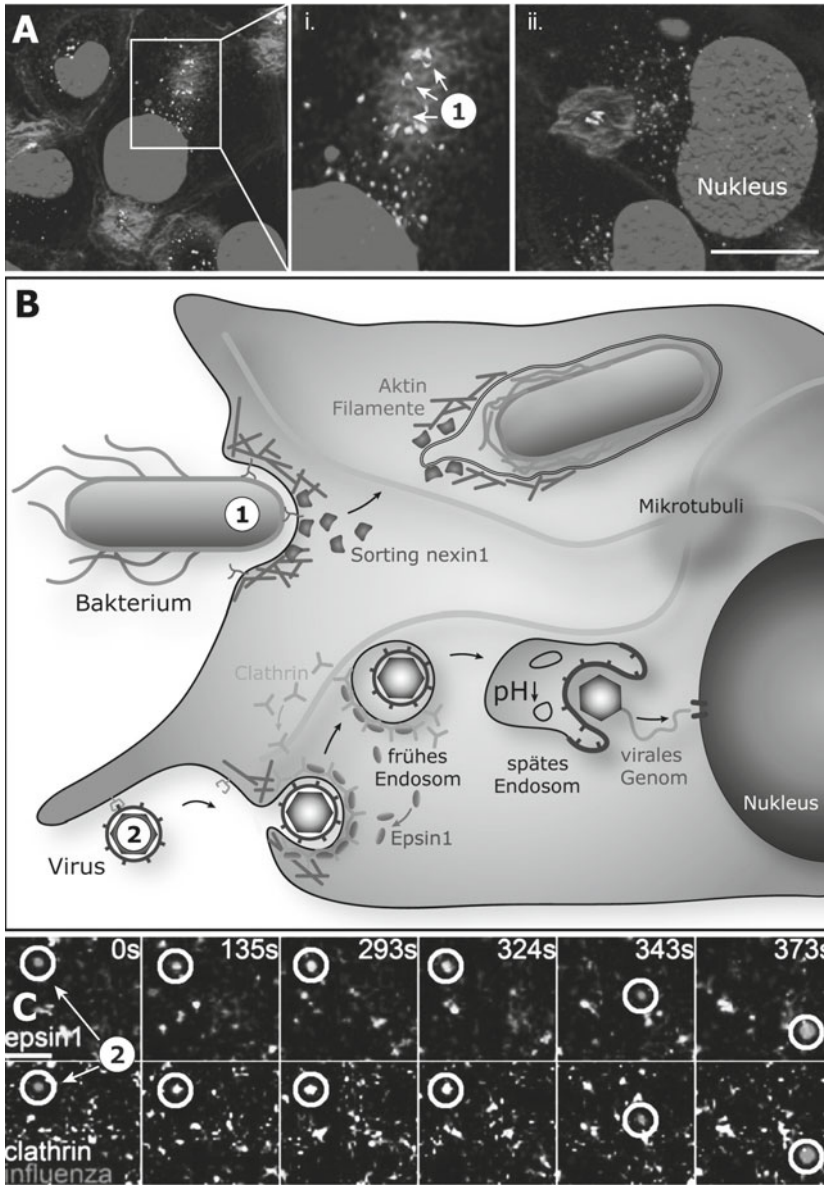 A
i.
ii.
1
Nukleus
B
Aktin
Filamente
1
Mikrotubuli
Sorting nexin1
Bakterium
Clathrin
pH↓
frühes
Endosom
spätes
Endosom
virales
Genom
Nukleus
2
Epsin1
Virus
0s
135s
293s
324s
343s
373s
C
epsin1
2
clathrin
influenza